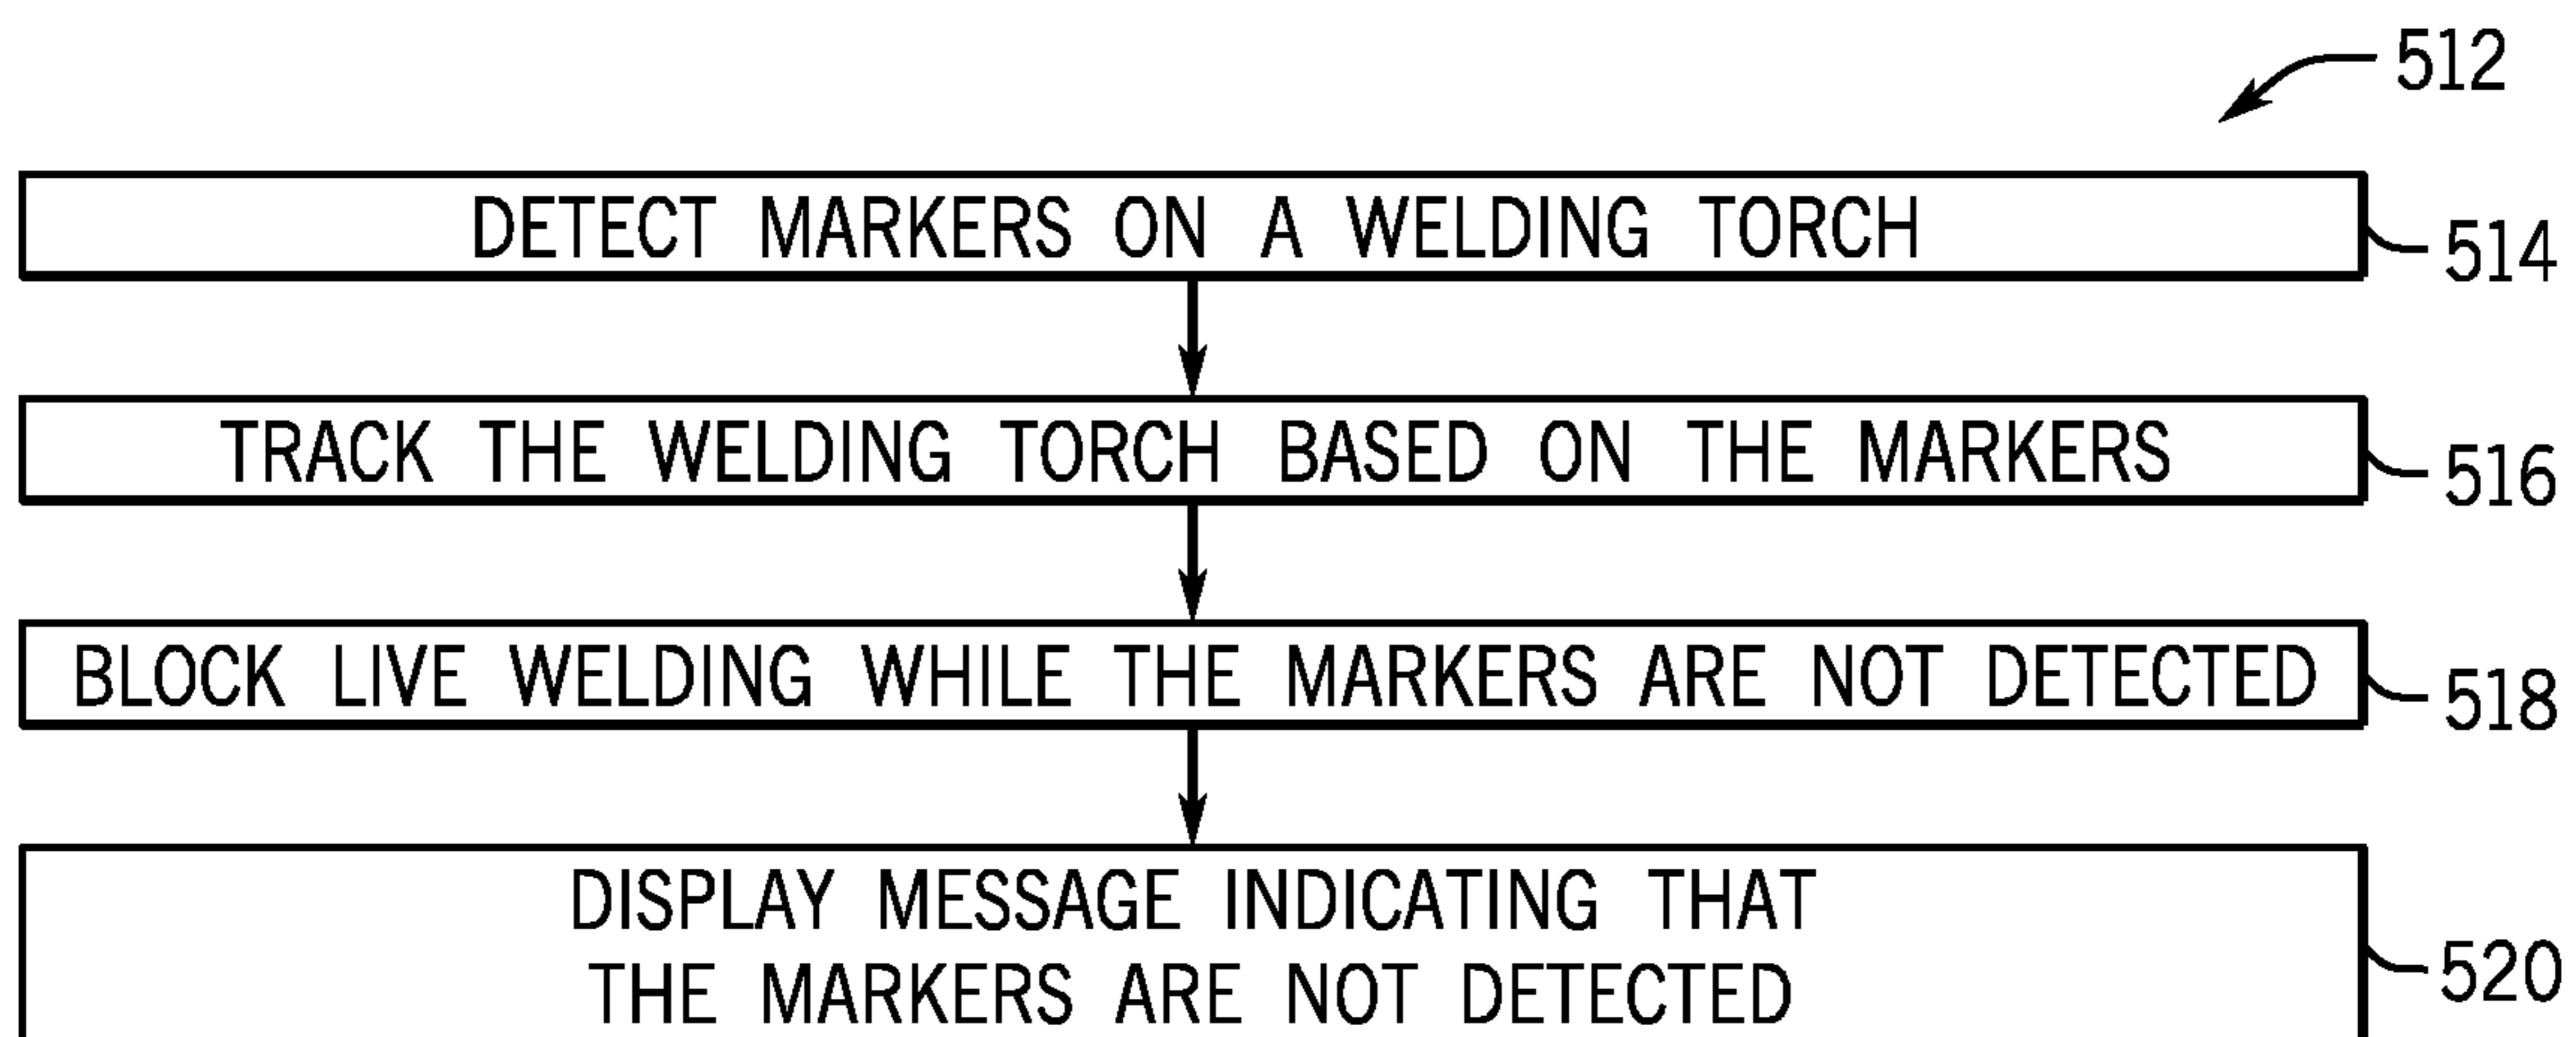 512
DETECT MARKERS ON A WELDING TORCH
514
TRACK THE WELDING TORCH BASED ON THE MARKERS
516
BLOCK LIVE WELDING WHILE THE MARKERS ARE NOT DETECTED
518
DISPLAY MESSAGE INDICATING THAT
THE MARKERS ARE NOT DETECTED
520